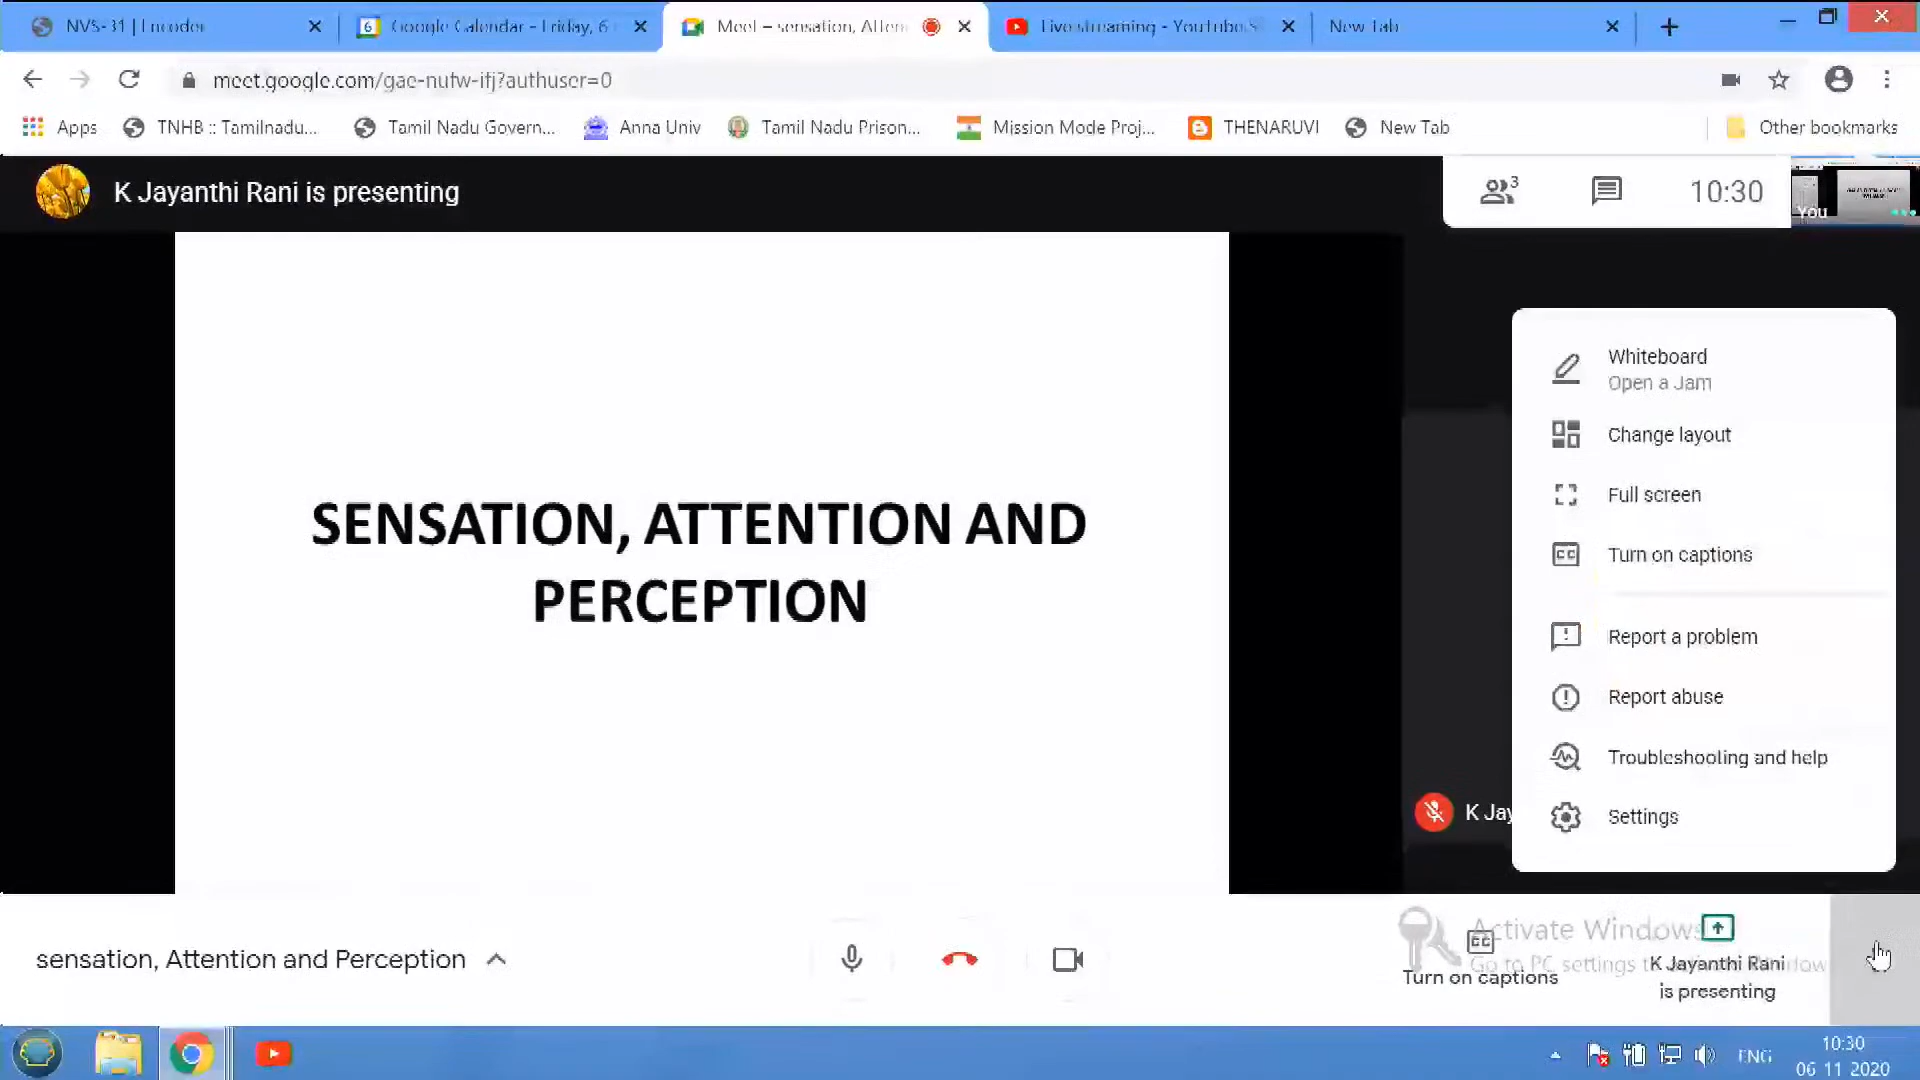 NVS-31 | Encoder
Google Calendar - Friday, 6
Meet – sensation, Atten
Live streaming - YouTube S
New Tab
meet.google.com/gae-nufw-ifj?authuser=0
Apps
TNHB :: Tamilnadu...
Tamil Nadu Govern...
Anna Univ
Tamil Nadu Prison...
Mission Mode Proj...
THENARUVI
New Tab
Other bookmarks
K Jayanthi Rani is presenting
3
10:30
You
SENSATION, ATTENTION AND
PERCEPTION
Whiteboard
Open a Jam
Change layout
Full screen
Turn on captions
Report a problem
Report abuse
Troubleshooting and help
Settings
K Jay
sensation, Attention and Perception
Turn on captions
K Jayanthi Rani
is presenting
Activate Windows
Go to PC settings
ENG
10:30
06-11-2020